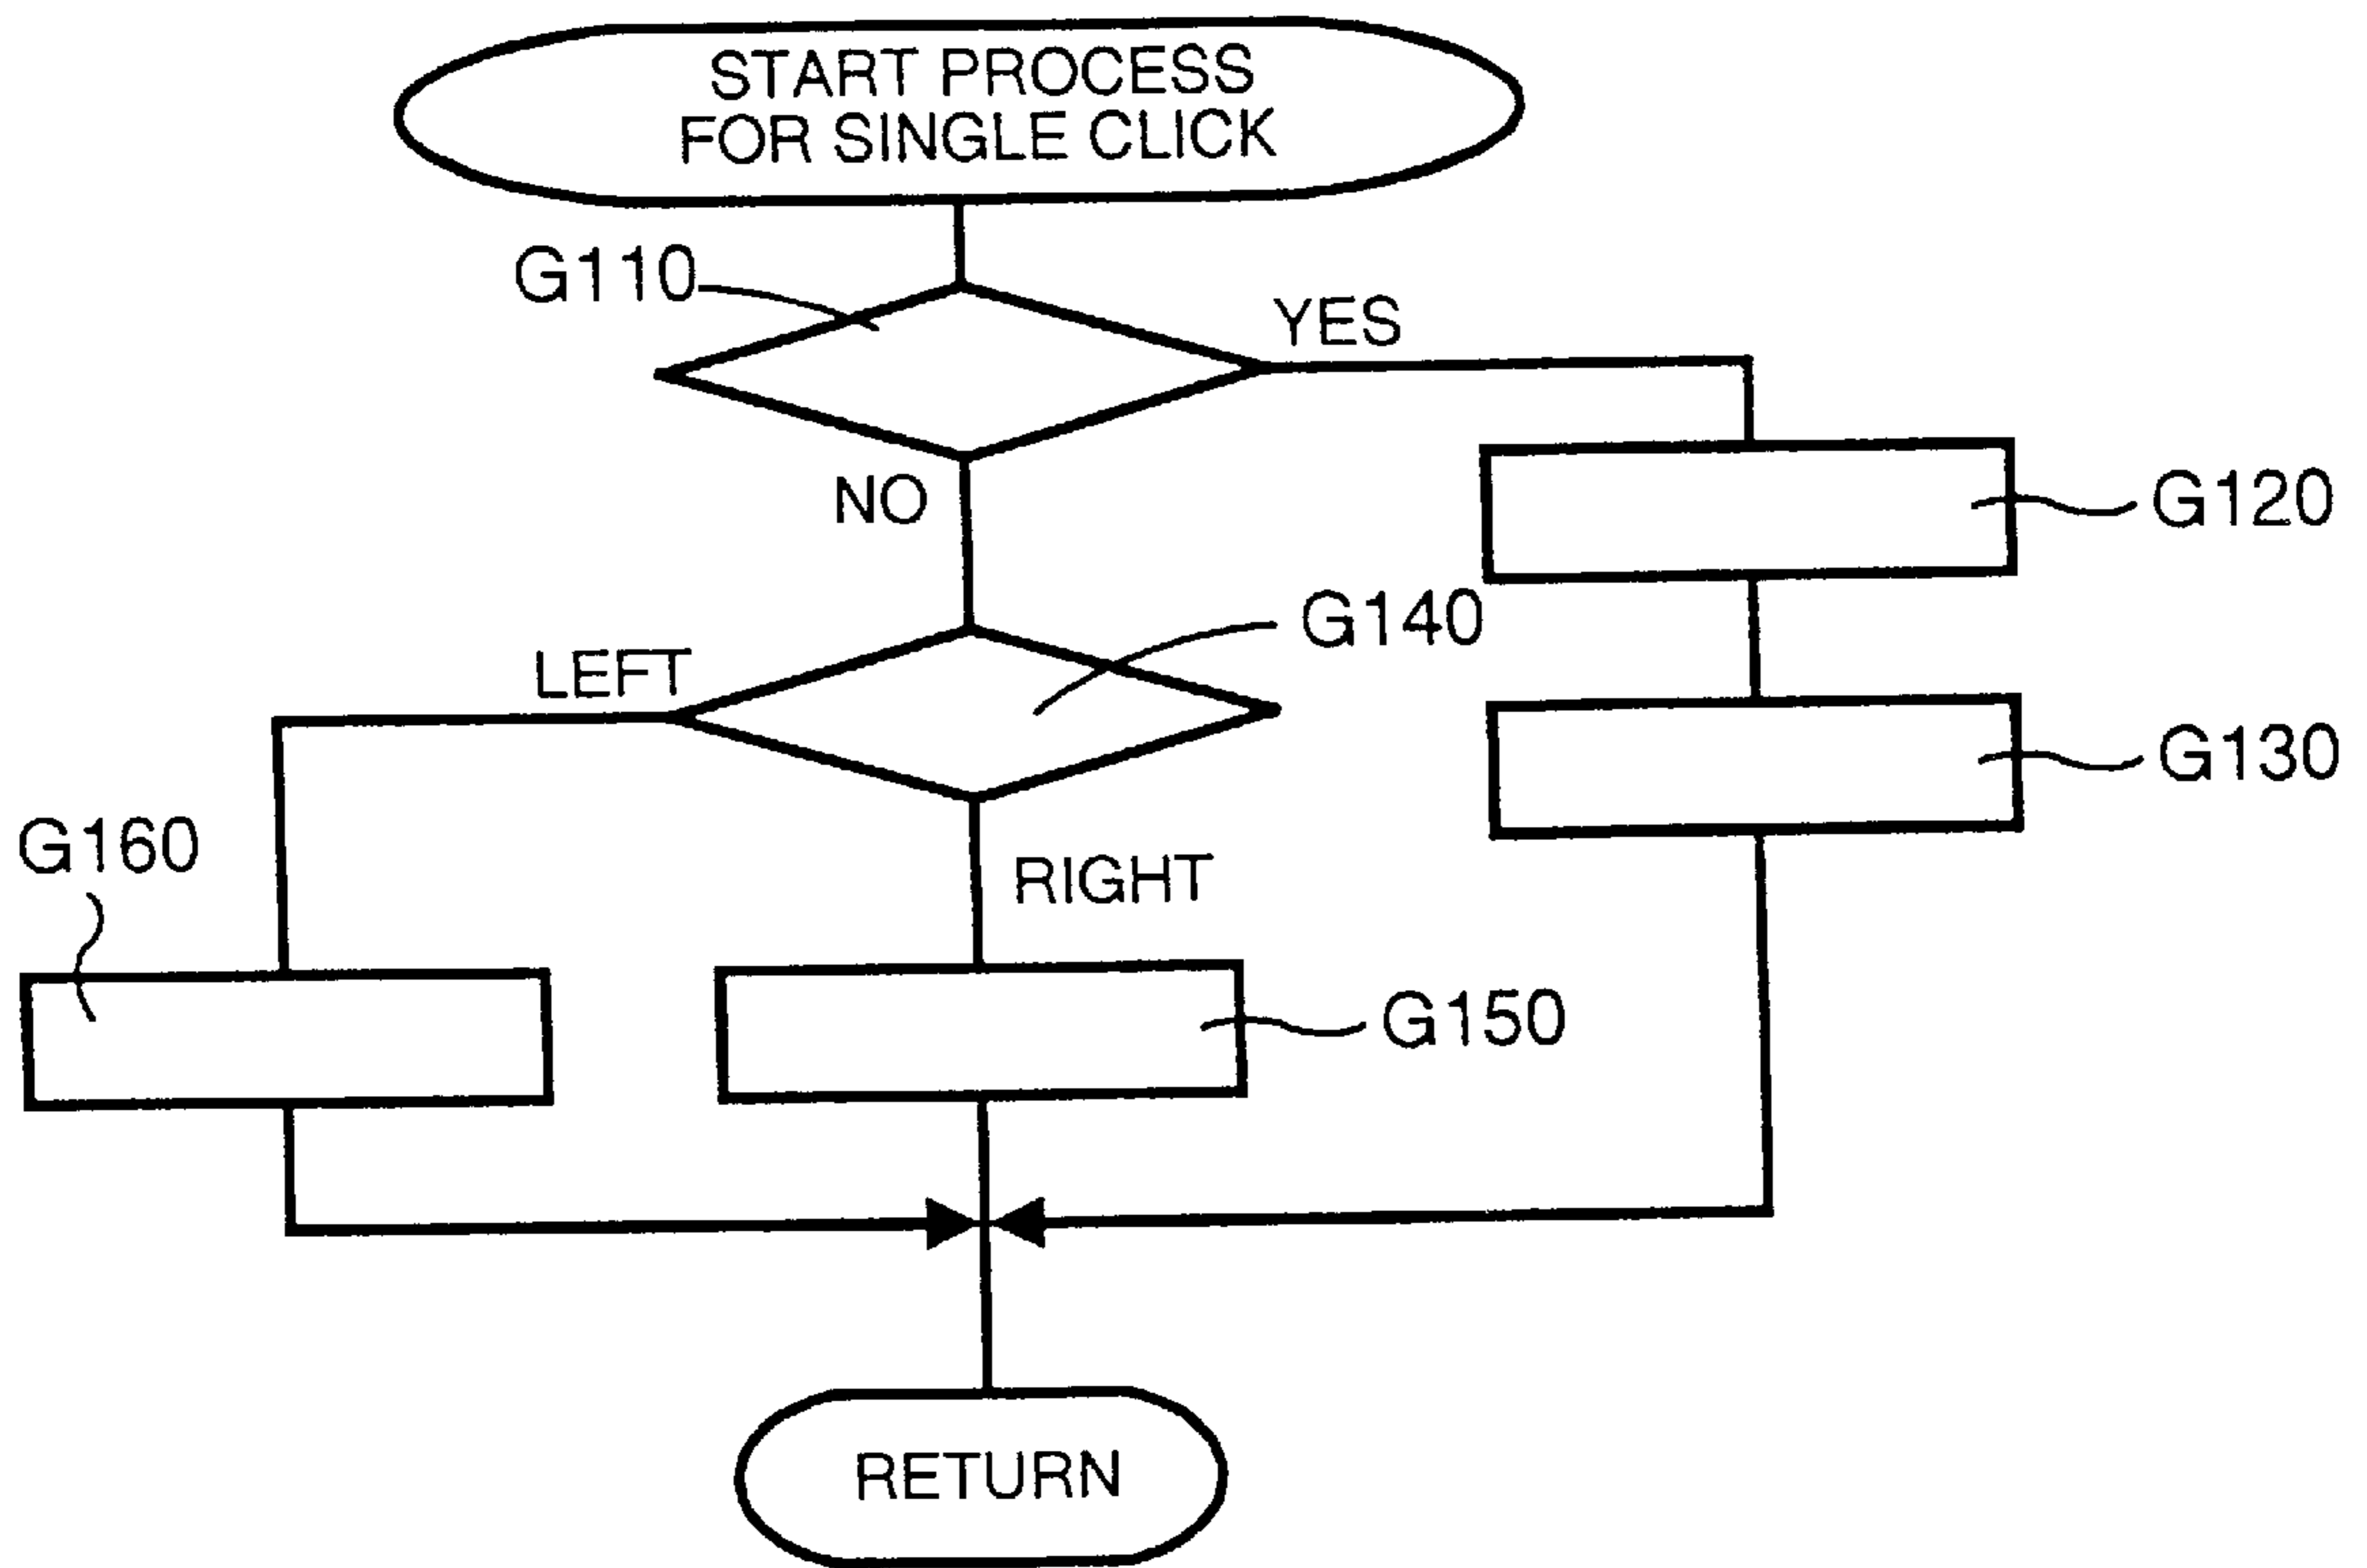 START PROCESS
FOR SINGLE CLICK
G110
YES
NO
G120
G140
LEFT
G130
G160
RIGHT
G150
RETURN